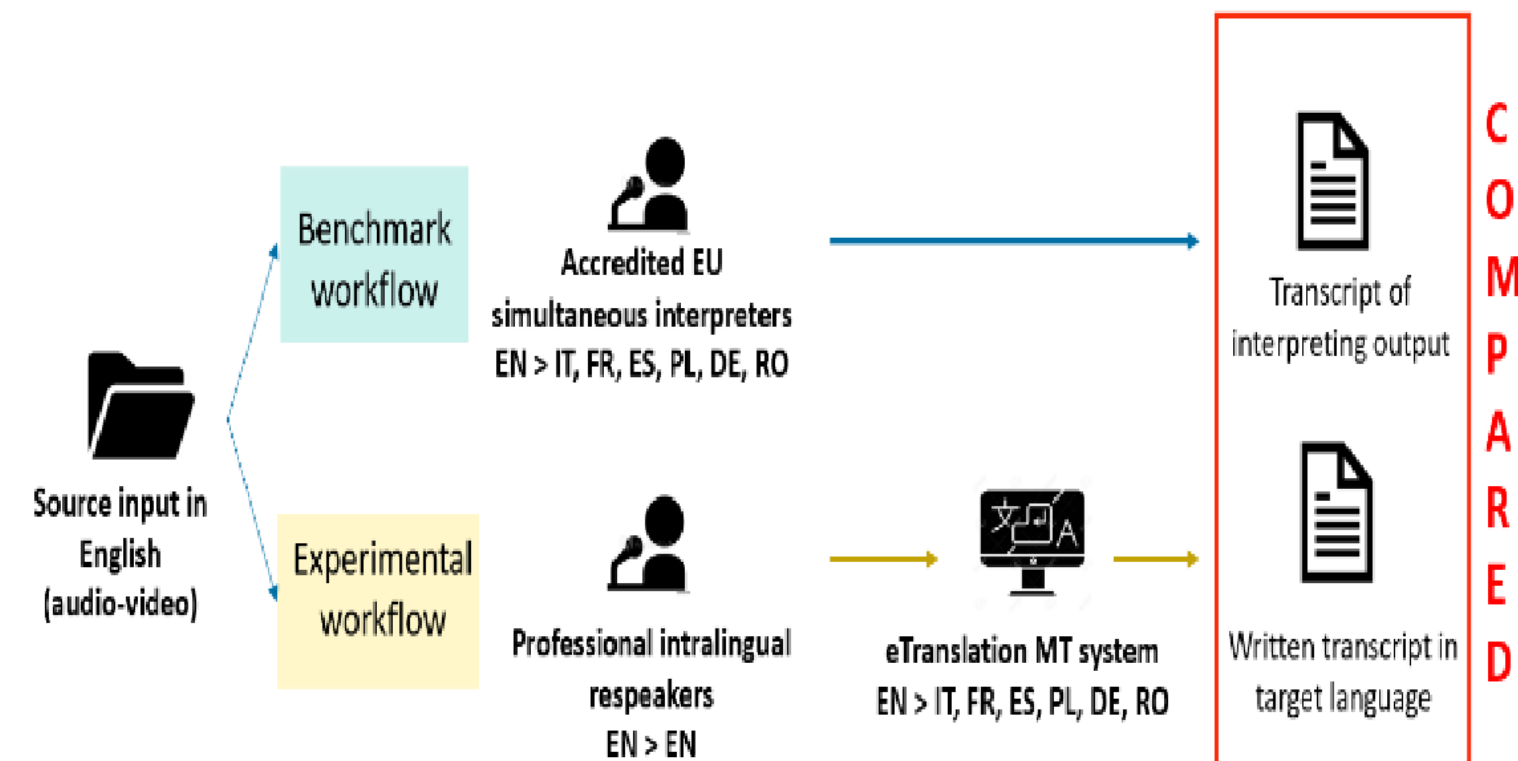 Source input in
English
(audio-video)
Benchmark
workflow
Accredited EU
simultaneous interpreters
EN > IT, FR, ES, PL, DE, RO
Transcript of
interpreting output
Experimental
workflow
Professional intralingual
respeakers
EN > EN
文
A
eTranslation MT system
EN > IT, FR, ES, PL, DE, RO
Written transcript in
target language
C
O
M
P
A
R
E
D